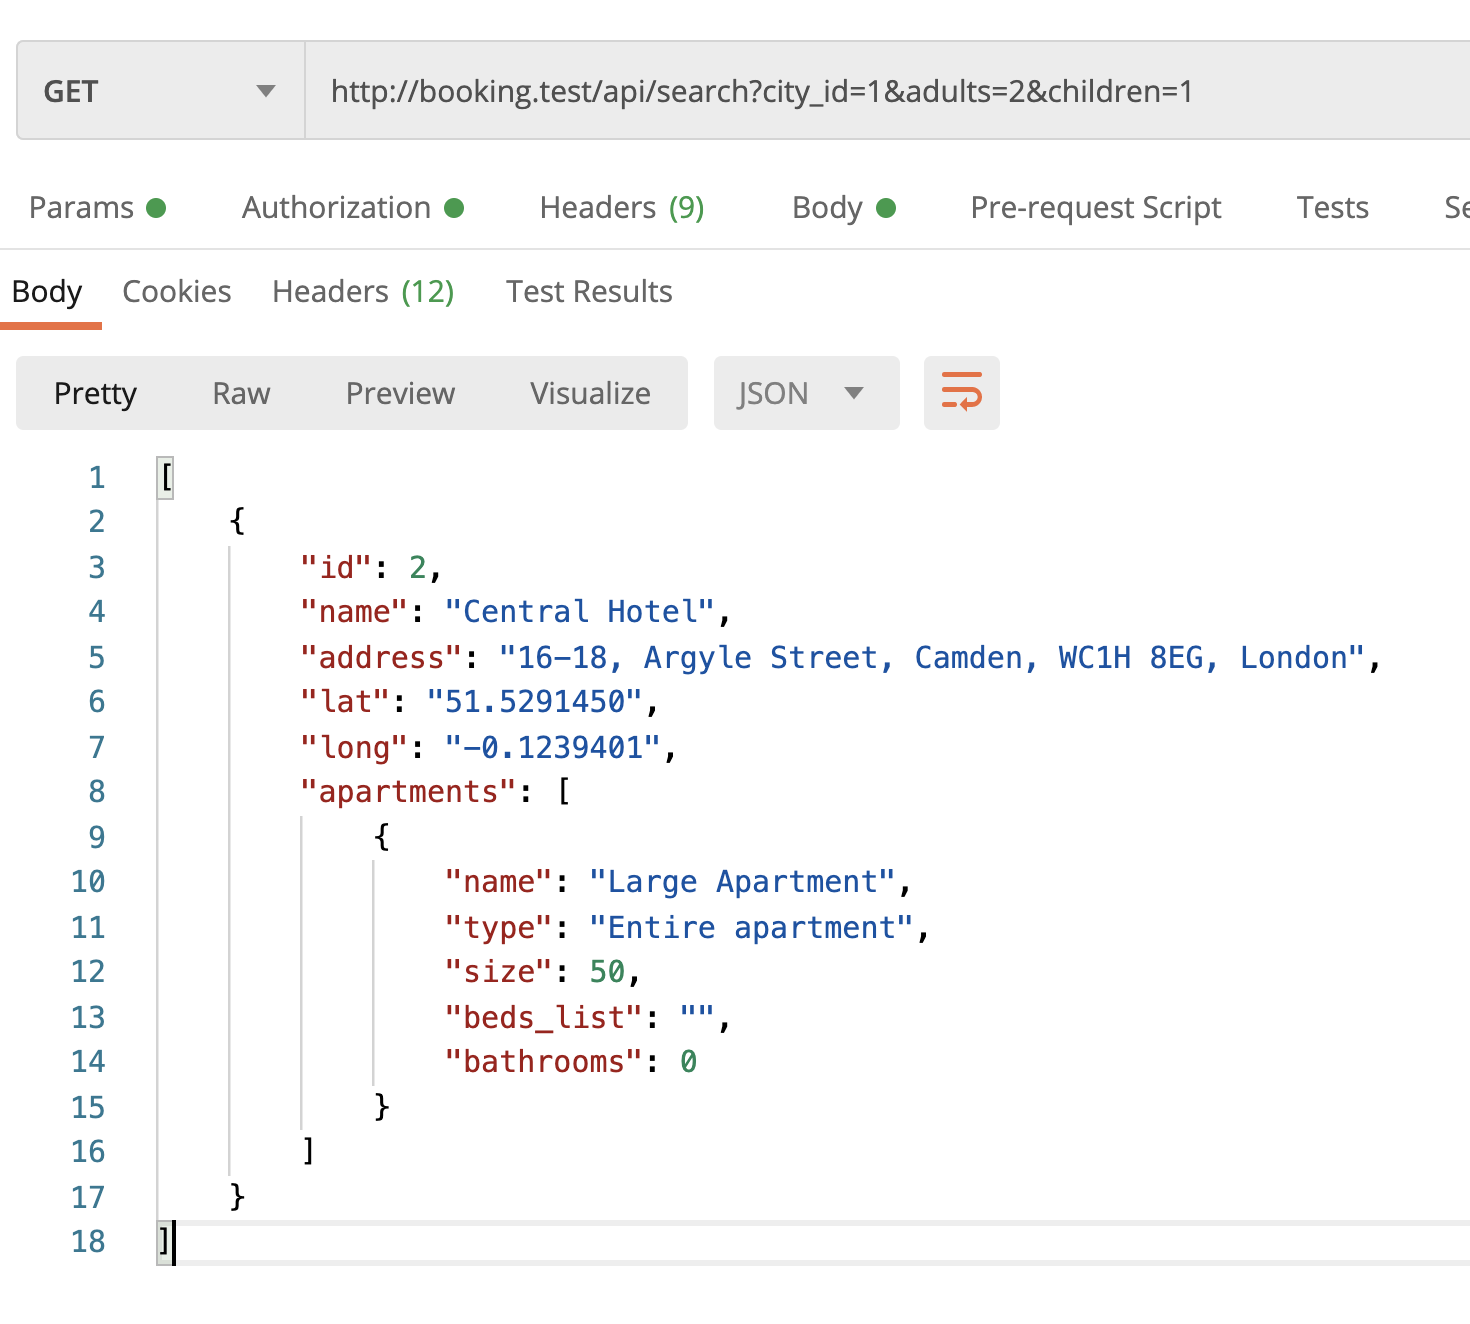 GET http://booking.test/api/search?city_id=1&adults=2&children=1
Params Authorization Headers (9) Body Pre-request Script Tests Se
Body Cookies Headers (12) Test Results
Pretty Raw Preview Visualize JSON
1 [
2 {
3 "id": 2,
4 "name": "Central Hotel",
5 "address": "16-18, Argyle Street, Camden, WC1H 8EG, London",
6 "lat": "51.5291450",
7 "long": "-0.1239401",
8 "apartments": [
9 {
10 "name": "Large Apartment",
11 "type": "Entire apartment",
12 "size": 50,
13 "beds_list": "",
14 "bathrooms": 0
15 }
16 ]
17 }
18 ]